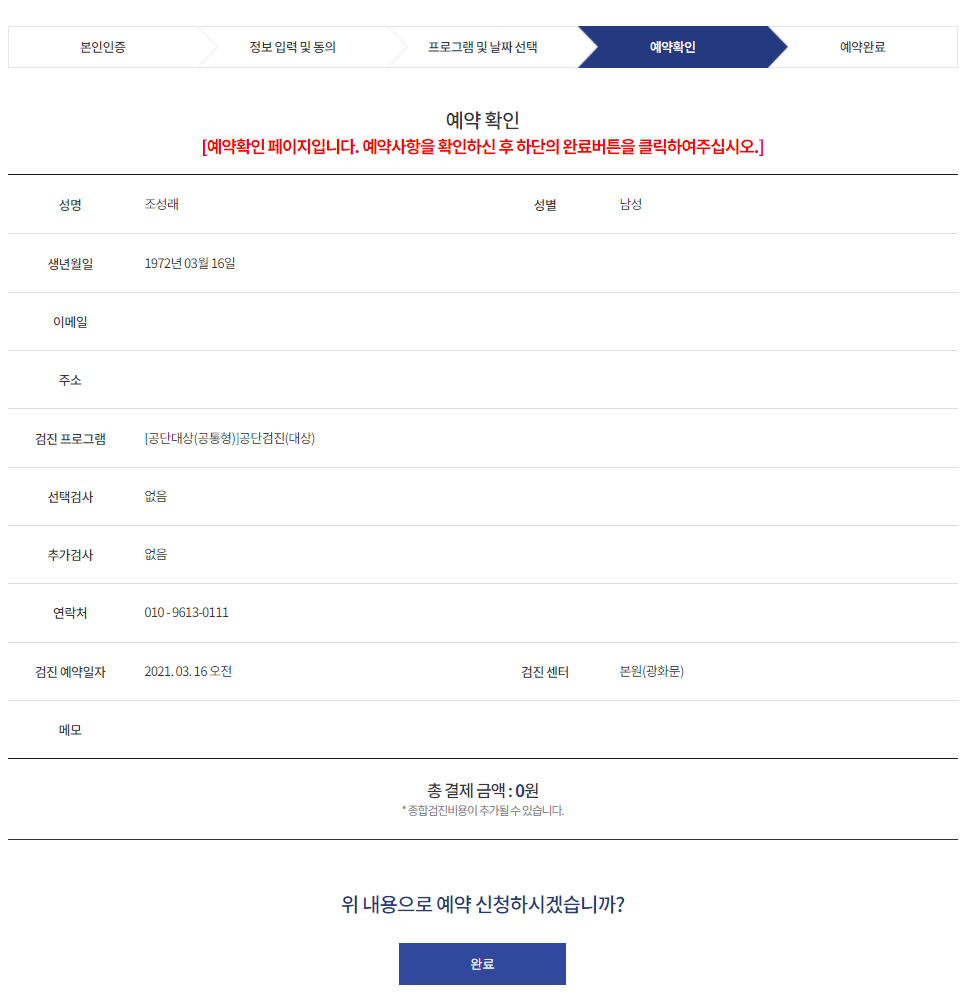 본인인증 정보 입력 및 동의 프로그램 및 날짜 선택 예약확인 예약완료
예약 확인
[예약확인 페이지입니다. 예약사항을 확인하신 후 하단의 완료버튼을 클릭하여주십시오.]
성명 조성래 성별 남성
생년월일 1972년 03월 16일
이메일
주소
검진 프로그램 [공단대상(공통형)]공단검진(대상)
선택검사 없음
추가검사 없음
연락처 010 - 9613-0111
검진 예약일자 2021. 03. 16 오전 검진 센터 본원(광화문)
메모
총 결제 금액 : 0원
* 종합검진비용이 추가될 수 있습니다.
위 내용으로 예약 신청하시겠습니까?
완료